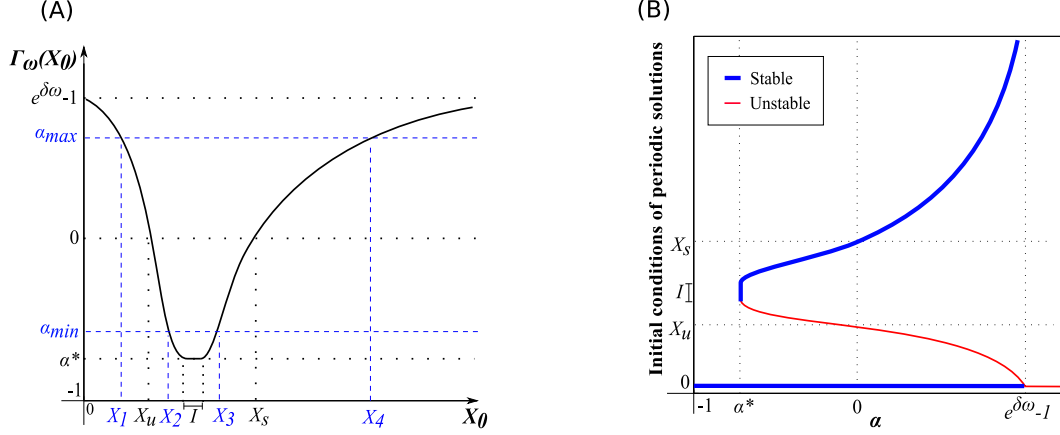 (A)
Γω(X0)
e^δω-1
αmax
0
αmin
α*
-1
0
X1
Xu
X2
I
X3
Xs
X4
X0
(B)
Initial conditions of periodic solutions
Stable
Unstable
Xs
I
Xu
0
-1
α*
0
e^δω-1
α